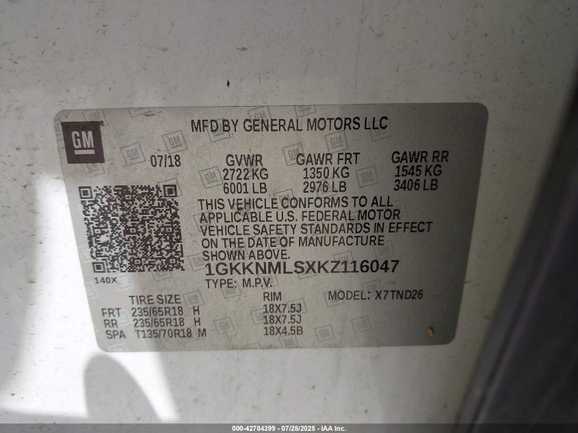 GM
MFD BY GENERAL MOTORS LLC
07/18 GVWR GAWR FRT GAWR RR
2722 KG 1350 KG 1545 KG
6001 LB 2976 LB 3406 LB
THIS VEHICLE CONFORMS TO ALL
APPLICABLE U.S. FEDERAL MOTOR
VEHICLE SAFETY STANDARDS IN EFFECT
ON THE DATE OF MANUFACTURE
SHOWN ABOVE.
140X 1GKKNMLSXKZ116047
TYPE: M.P.V.
TIRE SIZE RIM MODEL: X7TND26
FRT 235/65R18 H 18X7.5J
RR 235/65R18 H 18X7.5J
SPA T135/70R18 M 18X4.5B
000-42704299 - 07/25/2025 - IAA Inc.